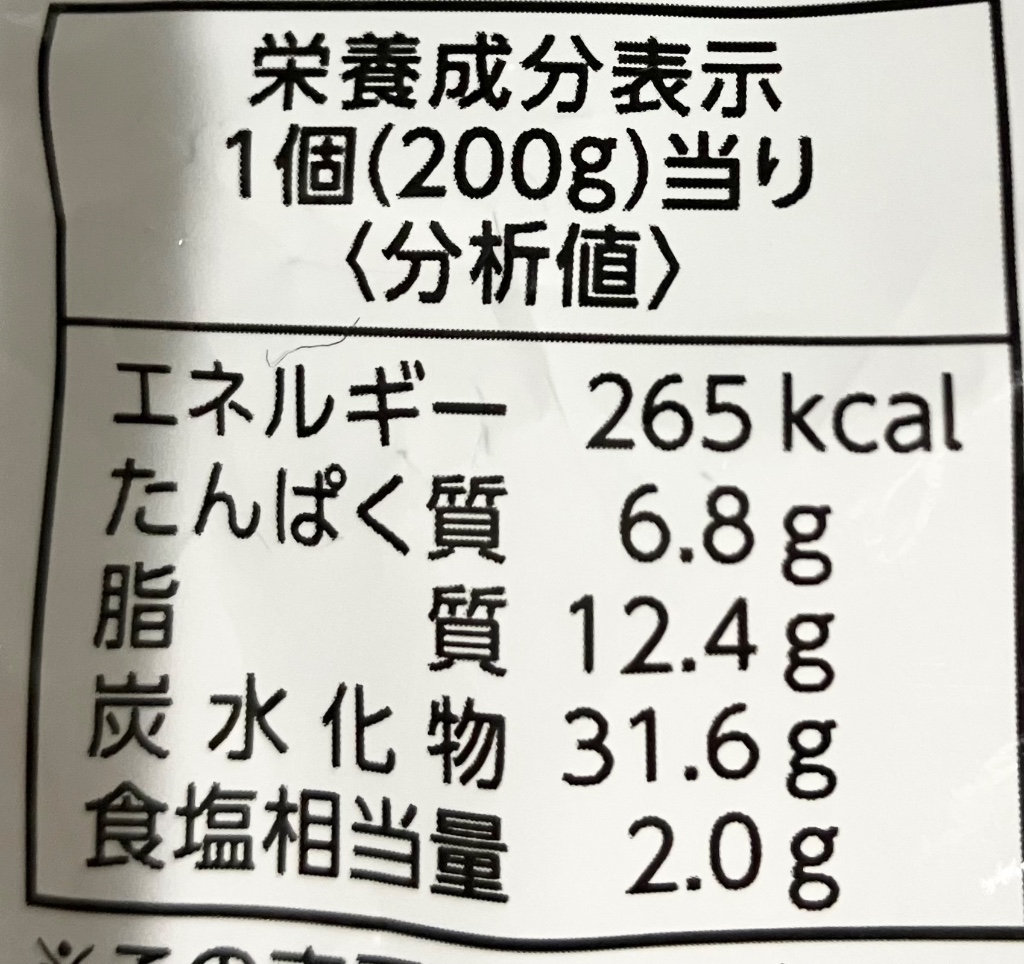 栄養成分表示
1個(200g)当り
〈分析値〉
エネルギー 265 kcal
たんぱく質 6.8 g
脂質 12.4 g
炭水化物 31.6 g
食塩相当量 2.0 g